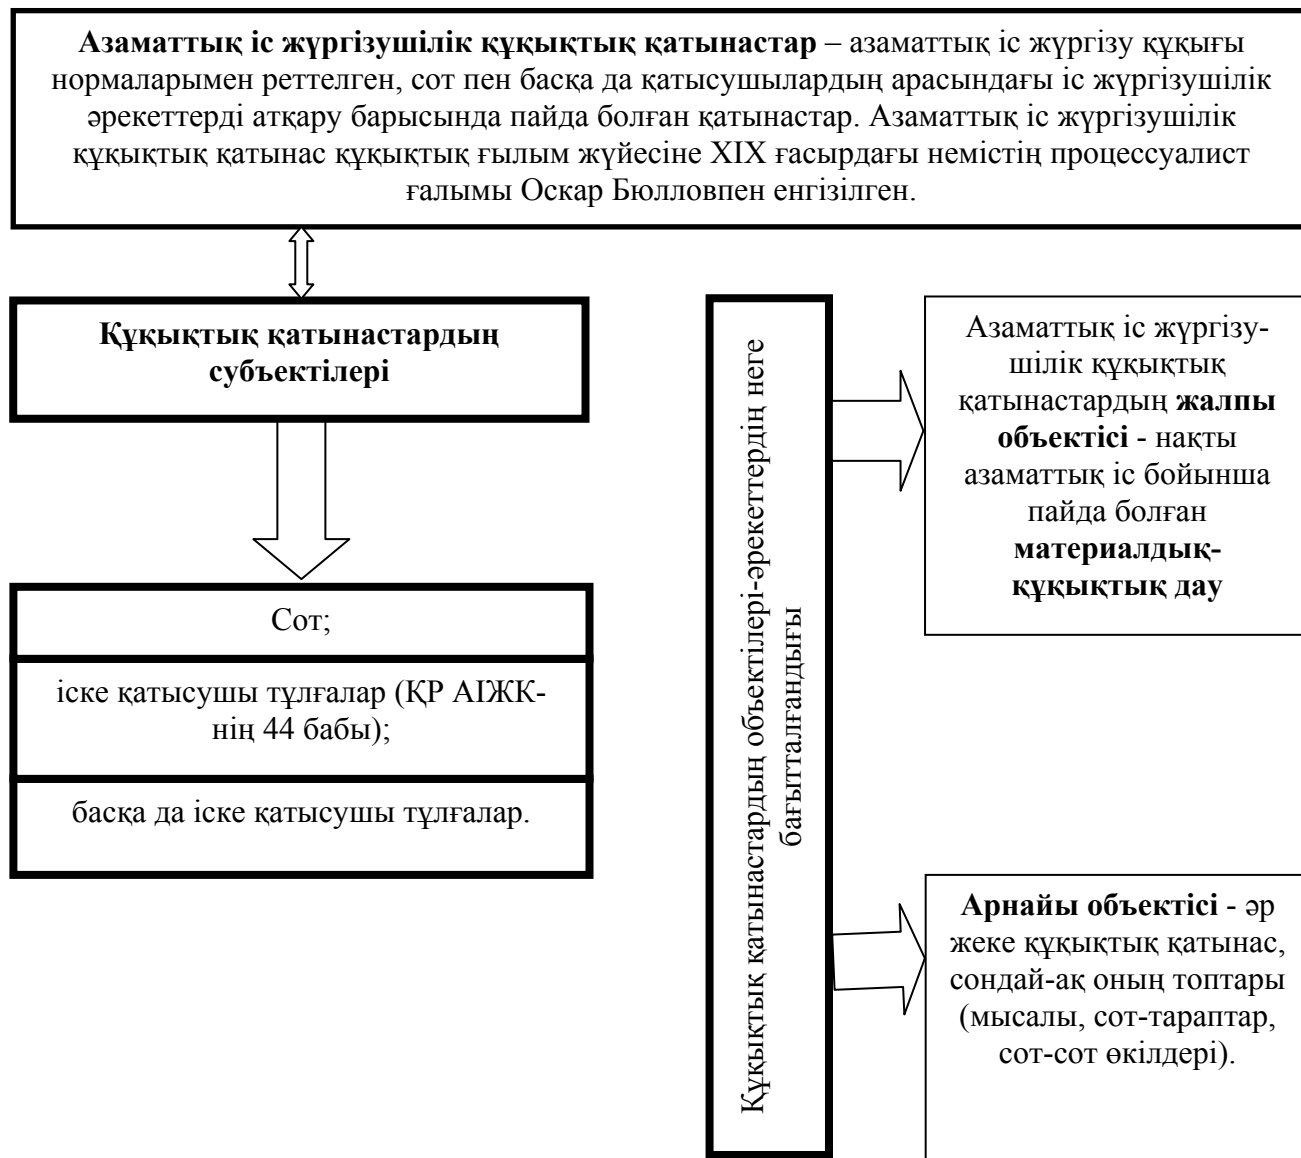 Азаматтық іс жүргізушілік құқықтық қатынастар – азаматтық іс жүргізу құқығы
нормаларымен реттелген, сот пен басқа да қатысушылардың арасындағы іс жүргізушілік
әрекеттерді атқару барысында пайда болған қатынастар. Азаматтық іс жүргізушілік
құқықтық қатынас құқықтық ғылым жүйесіне XIX ғасырдағы немістің процессуалист
ғалымы Оскар Бюлловпен енгізілген.
Құқықтық қатынастардың
субъектілері
Сот;
іске қатысушы тұлғалар (ҚР АІЖК-
нің 44 бабы);
басқа да іске қатысушы тұлғалар.
Құқықтық қатынастардың объектілері-әрекеттердің неге
бағытталғандығы
Азаматтық іс жүргізу-
шілік құқықтық
қатынастардың жалпы
объектісі - нақты
азаматтық іс бойынша
пайда болған
материалдық-
құқықтық дау
Арнайы объектісі - әр
жеке құқықтық қатынас,
сондай-ақ оның топтары
(мысалы, сот-тараптар,
сот-сот өкілдері).